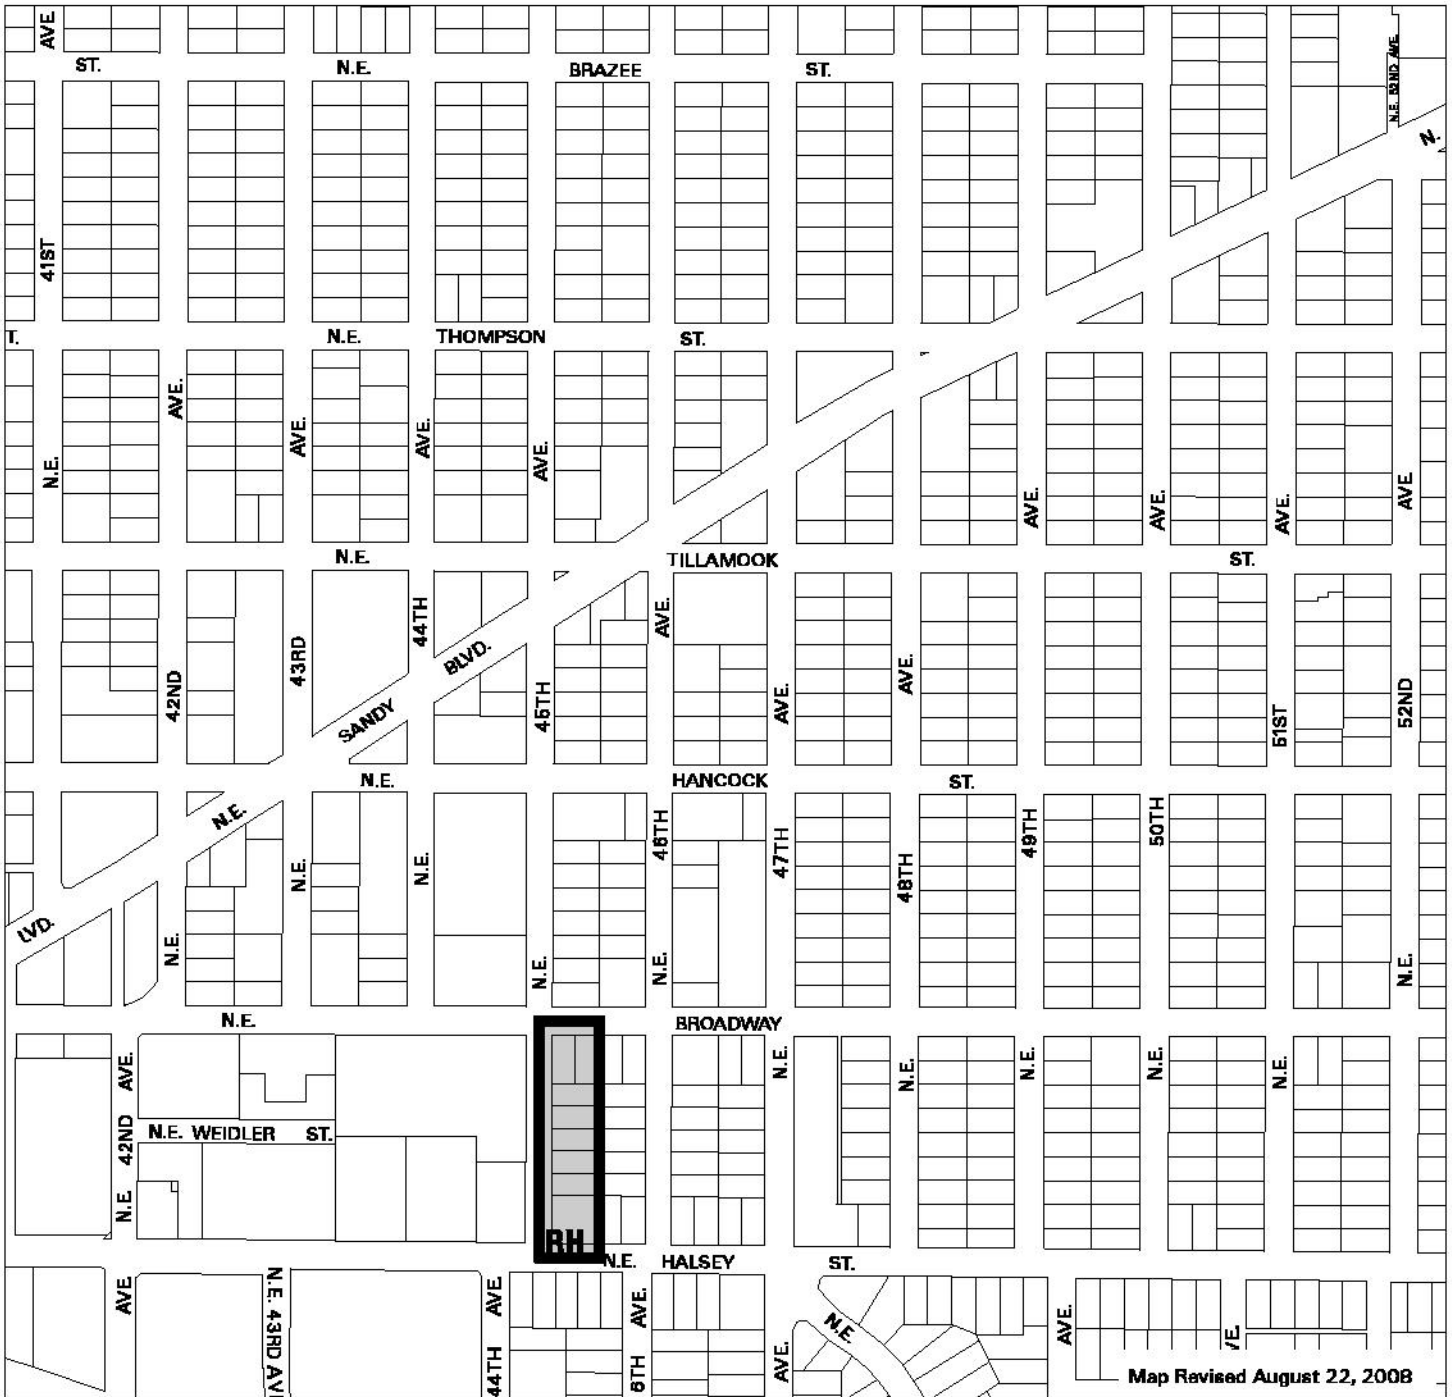 AVE.
ST. N.E. BRAZEE ST.
N.E. 52ND AVE.
N.
41ST
T. N.E. THOMPSON ST.
AVE.
AVE.
AVE.
AVE.
N.E.
AVE.
AVE.
AVE.
AVE.
N.E. TILLAMOOK ST.
44TH
AVE.
43RD
BLVD.
AVE.
42ND
SANDY
45TH
AVE.
51ST
52ND
N.E. HANCOCK ST.
N.E.
46TH
49TH
50TH
47TH
48TH
N.E.
N.E.
LVD.
N.E.
N.E.
N.E.
N.E.
N.E. BROADWAY
AVE.
N.E.
N.E.
N.E.
N.E.
N.E.
42ND
N.E. WEIDLER ST.
N.E.
RH
N.E. HALSEY ST.
AVE.
N.E. 43RD AV
AVE.
44TH
AVE.
6TH
N.E.
AVE.
AVE.
VE.
Map Revised August 22, 2008